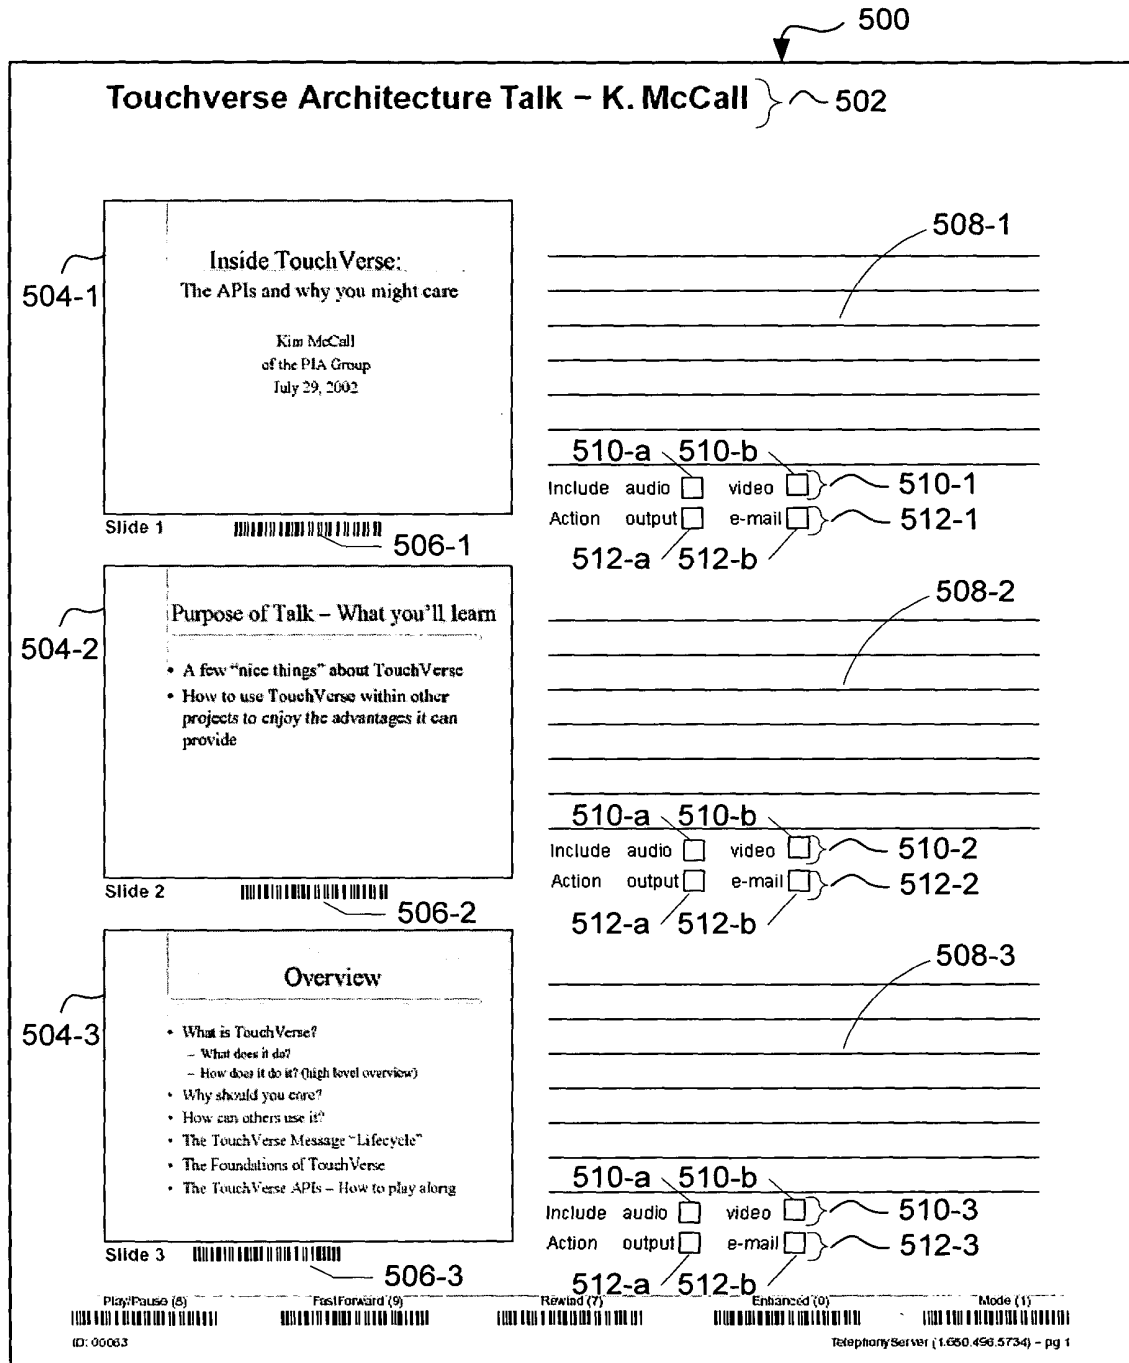 500
Touchverse Architecture Talk – K. McCall
502
504-1
Inside TouchVerse:
The APIs and why you might care
Kim McCall
of the PIA Group
July 29, 2002
508-1
510-a 510-b
Include audio video
510-1
Action output e-mail
512-1
512-a 512-b
Slide 1
506-1
504-2
Purpose of Talk – What you'll learn
• A few “nice things” about TouchVerse
• How to use TouchVerse within other
projects to enjoy the advantages it can
provide
508-2
510-a 510-b
Include audio video
510-2
Action output e-mail
512-2
512-a 512-b
Slide 2
506-2
504-3
Overview
• What is TouchVerse?
– What does it do?
– How does it do it? (high level overview)
• Why should you care?
• How can others use it?
• The TouchVerse Message “Lifecycle”
• The Foundations of TouchVerse
• The TouchVerse APIs – How to play along
508-3
510-a 510-b
Include audio video
510-3
Action output e-mail
512-3
512-a 512-b
Slide 3
506-3
Play/Pause (8) FastForward (9) Rewind (7) Enhanced (0) Mode (1)
ID: 00063
TelephonyServer (1.650.496.5734) – pg 1